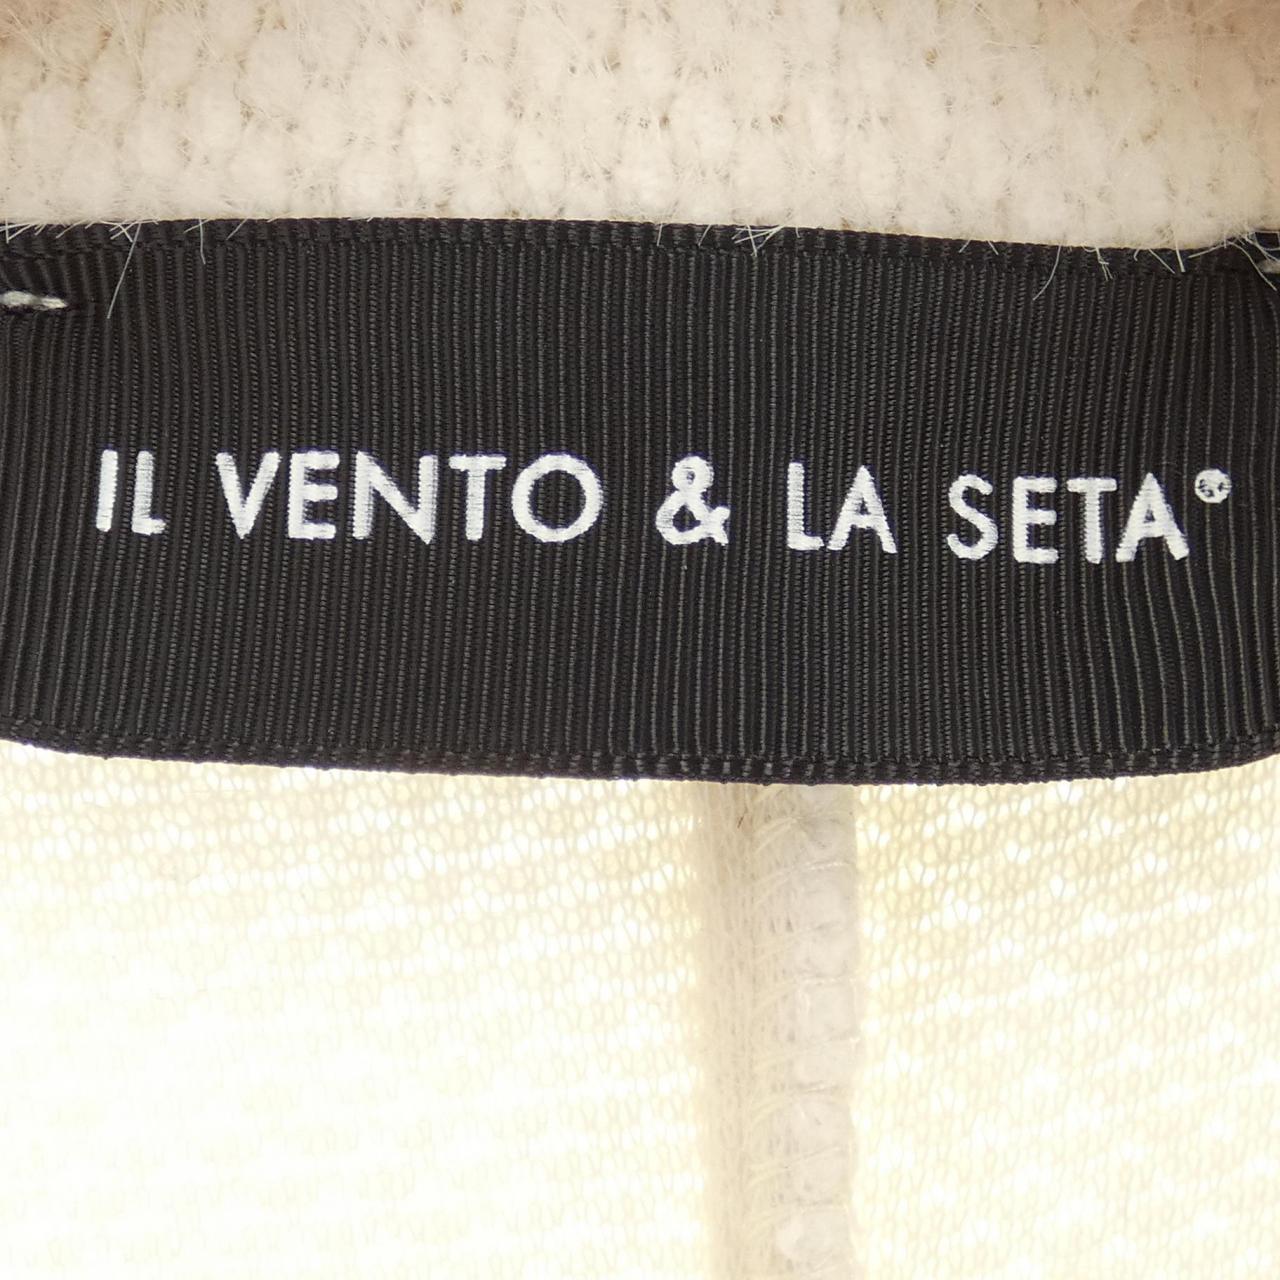 IL VENTO & LA SETA®